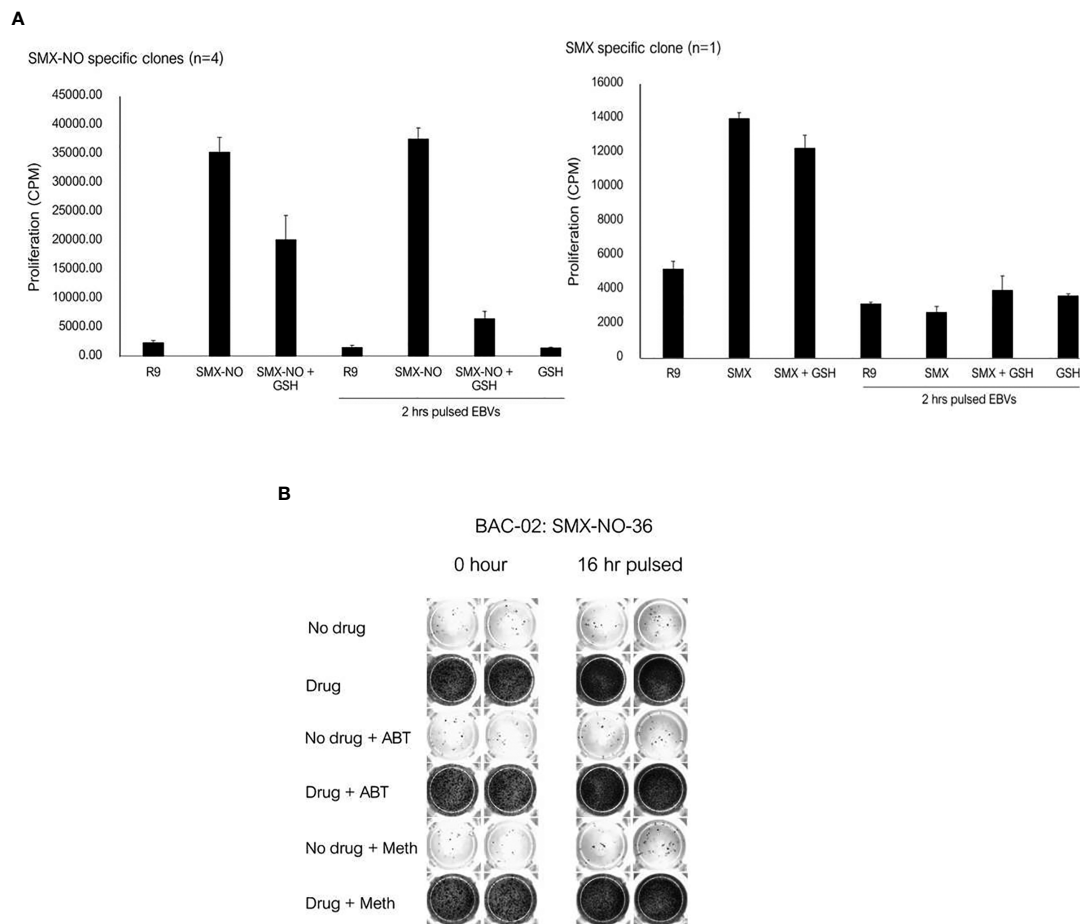 A
SMX-NO specific clones (n=4)
Proliferation (CPM)
45000.00
40000.00
35000.00
30000.00
25000.00
20000.00
15000.00
10000.00
5000.00
0.00
R9
SMX-NO
SMX-NO +
GSH
R9
SMX-NO
SMX-NO +
GSH
GSH
2 hrs pulsed EBVs
SMX specific clone (n=1)
Proliferation (CPM)
16000
14000
12000
10000
8000
6000
4000
2000
0
R9
SMX
SMX + GSH
R9
SMX
SMX + GSH
GSH
2 hrs pulsed EBVs
B
BAC-02: SMX-NO-36
0 hour
16 hr pulsed
No drug
Drug
No drug + ABT
Drug + ABT
No drug + Meth
Drug + Meth